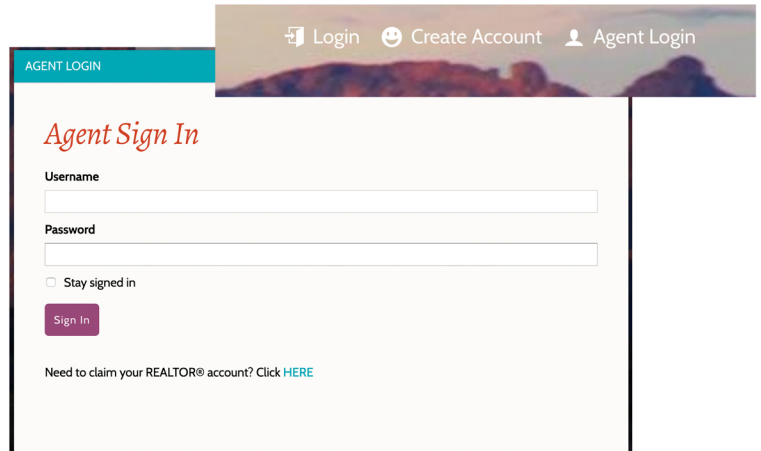 Login Create Account Agent Login
AGENT LOGIN
Agent Sign In
Username
Password
Stay signed in
Sign In
Need to claim your REALTOR® account? Click HERE